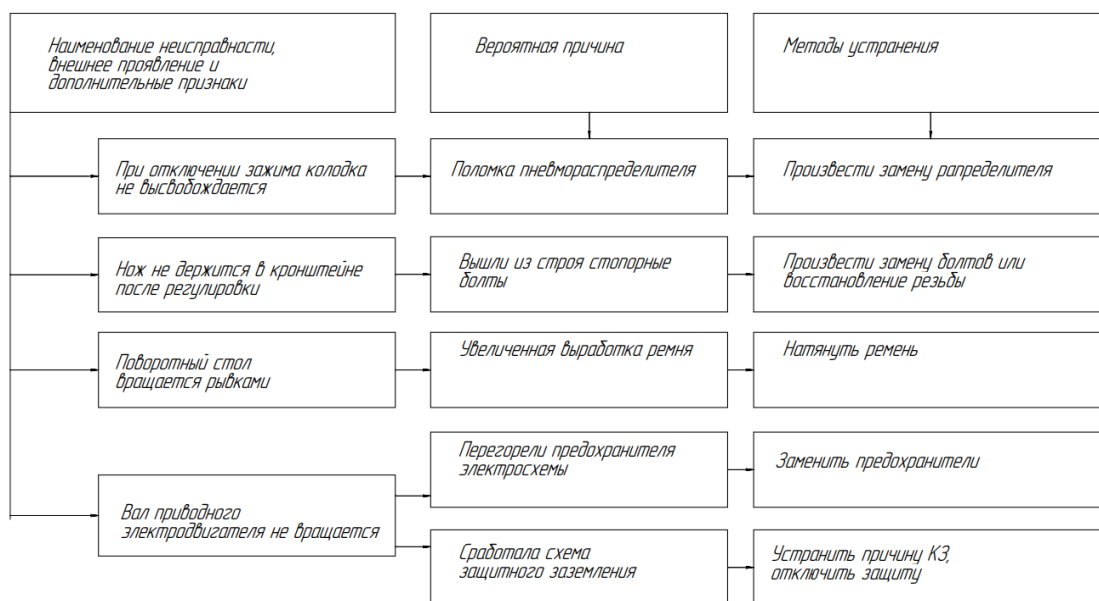 Наименование неисправности,
внешнее проявление и
дополнительные признаки
Вероятная причина
Методы устранения
При отключении зажима колодка
не высвобождается
Поломка пневмораспределителя
Произвести замену рапределителя
Нож не держится в кронштейне
после регулировки
Вышли из строя стопорные
болты
Произвести замену болтов или
восстановление резьбы
Поворотный стол
вращается рывками
Увеличенная выработка ремня
Натянуть ремень
Вал приводного
электродвигателя не вращается
Перегорели предохранителя
электросхемы
Заменить предохранители
Сработала схема
защитного заземления
Устранить причину КЗ,
отключить защиту